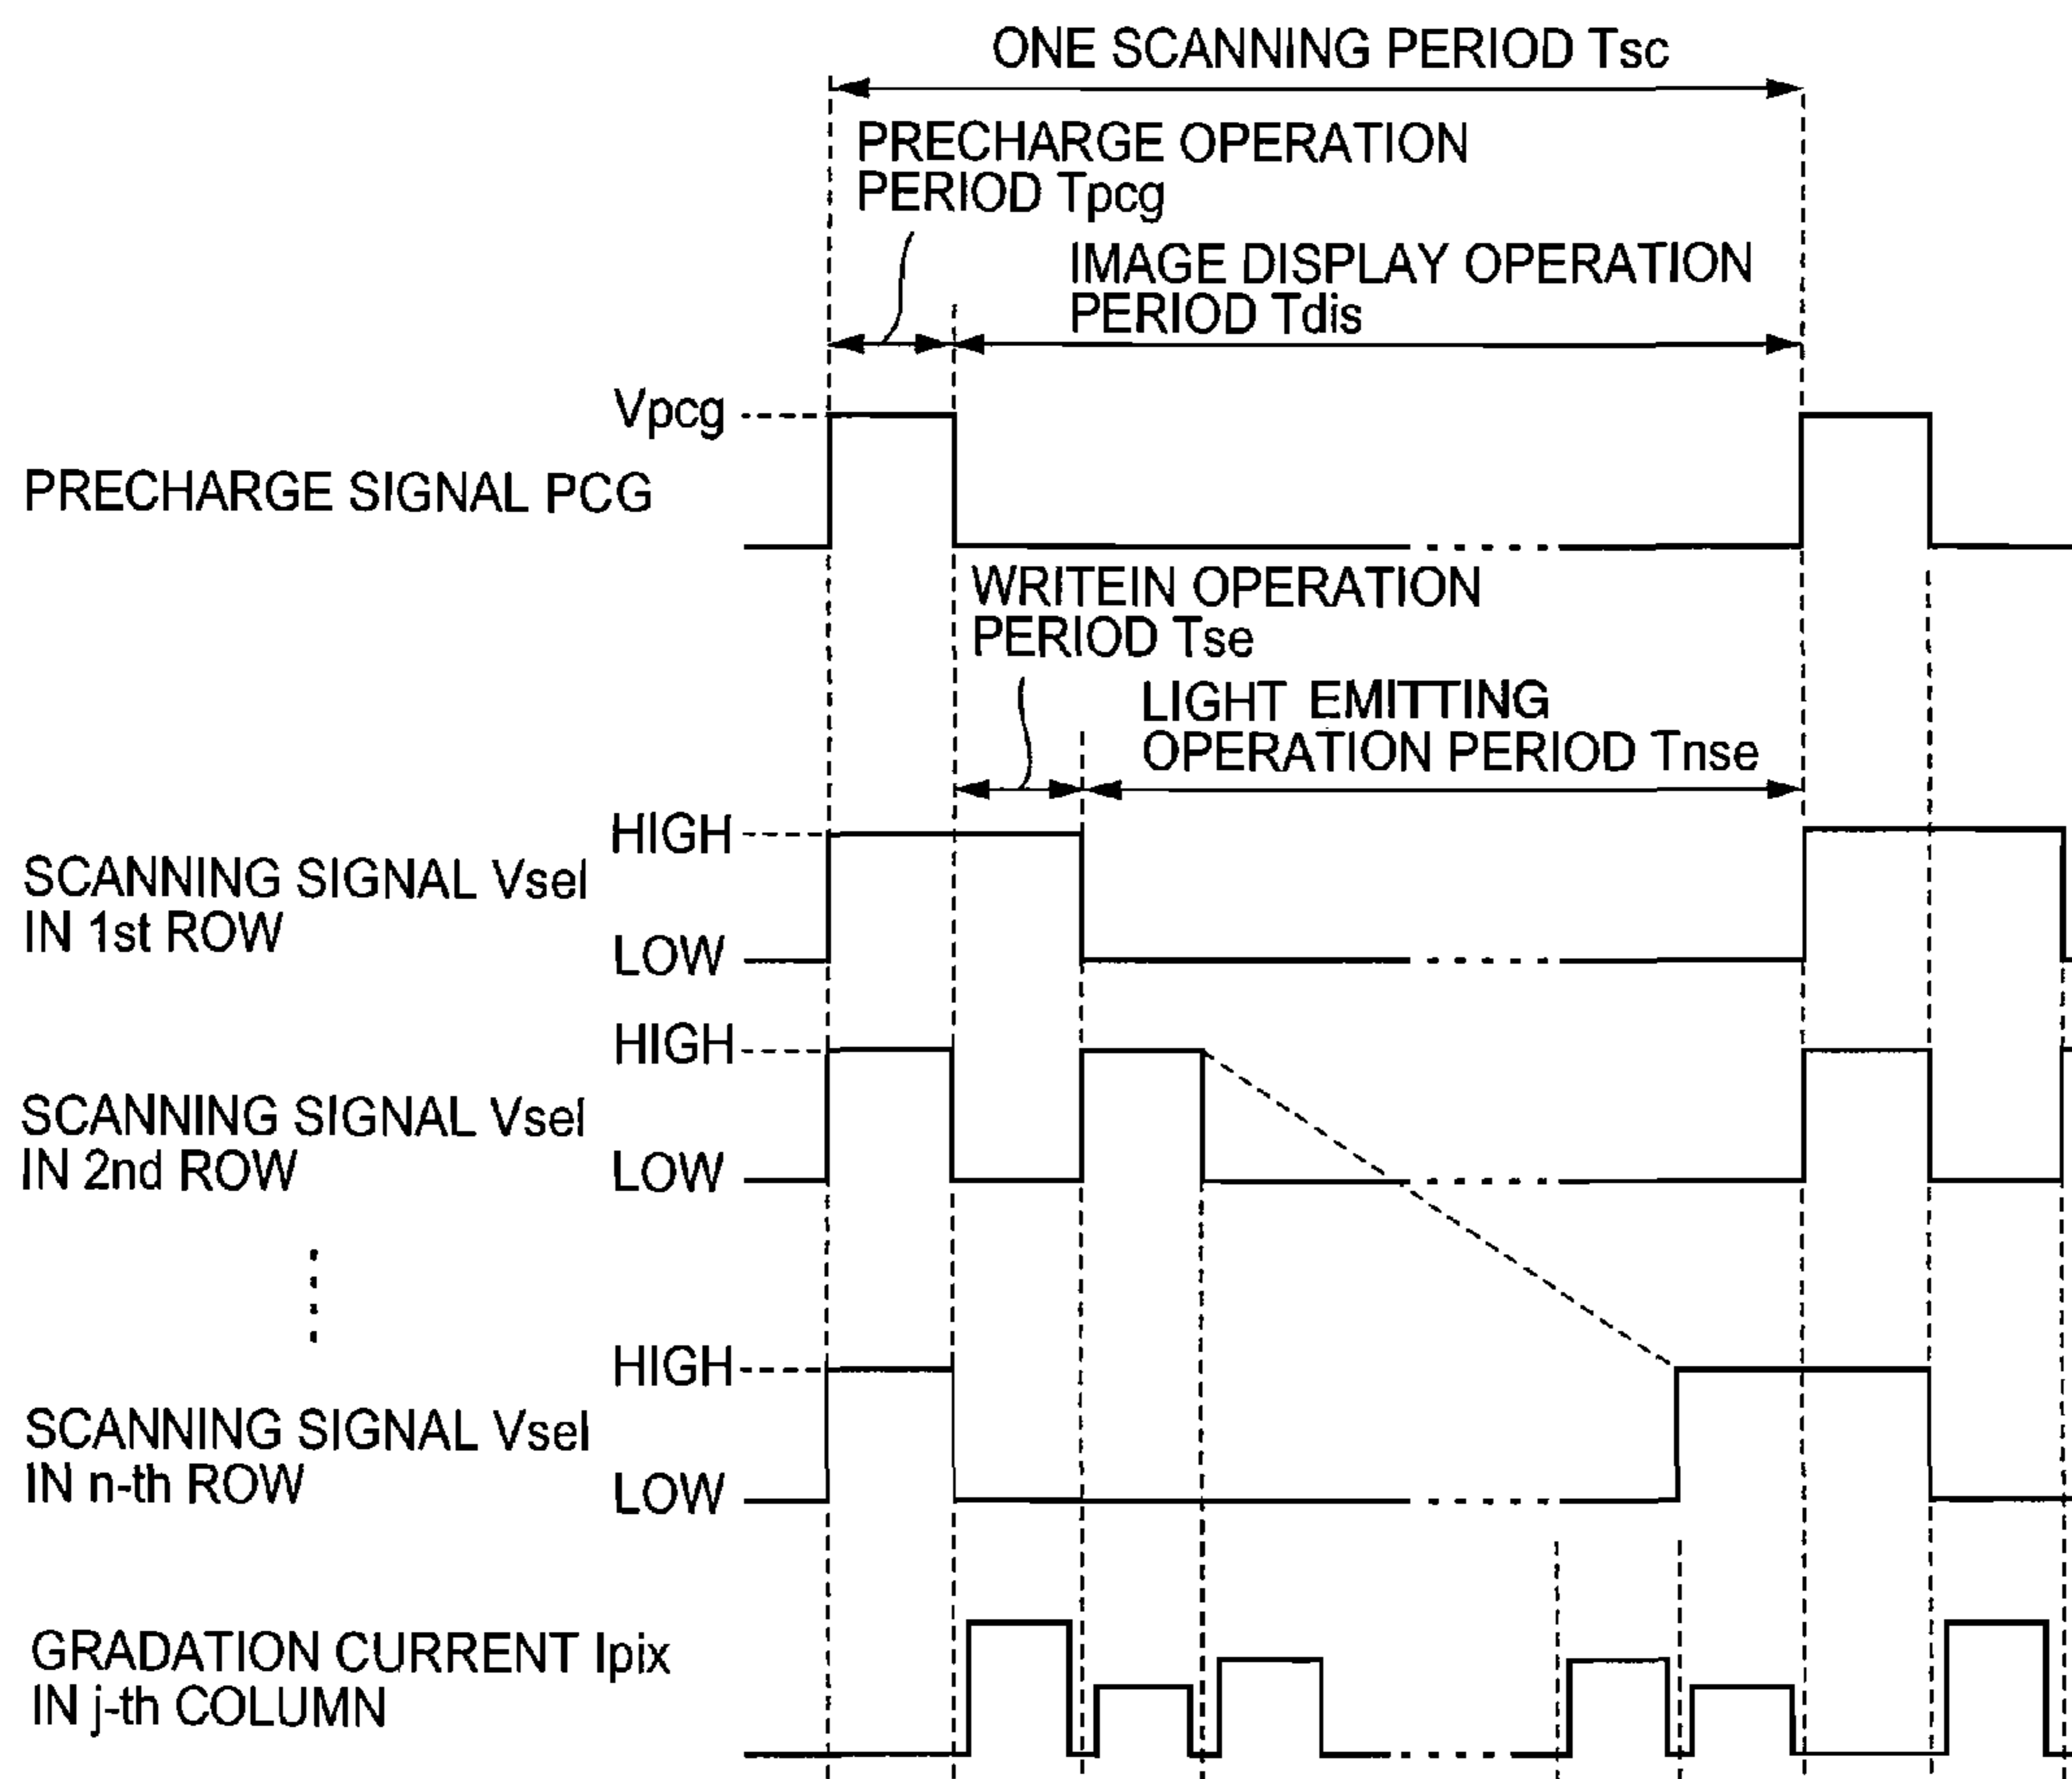 ONE SCANNING PERIOD Tsc
PRECHARGE OPERATION
PERIOD Tpcg
IMAGE DISPLAY OPERATION
PERIOD Tdis
Vpcg
PRECHARGE SIGNAL PCG
WRITEIN OPERATION
PERIOD Tse
LIGHT EMITTING
OPERATION PERIOD Tnse
HIGH
SCANNING SIGNAL Vsel
IN 1st ROW
LOW
HIGH
SCANNING SIGNAL Vsel
IN 2nd ROW
LOW
HIGH
SCANNING SIGNAL Vsel
IN n-th ROW
LOW
GRADATION CURRENT Ipix
IN j-th COLUMN